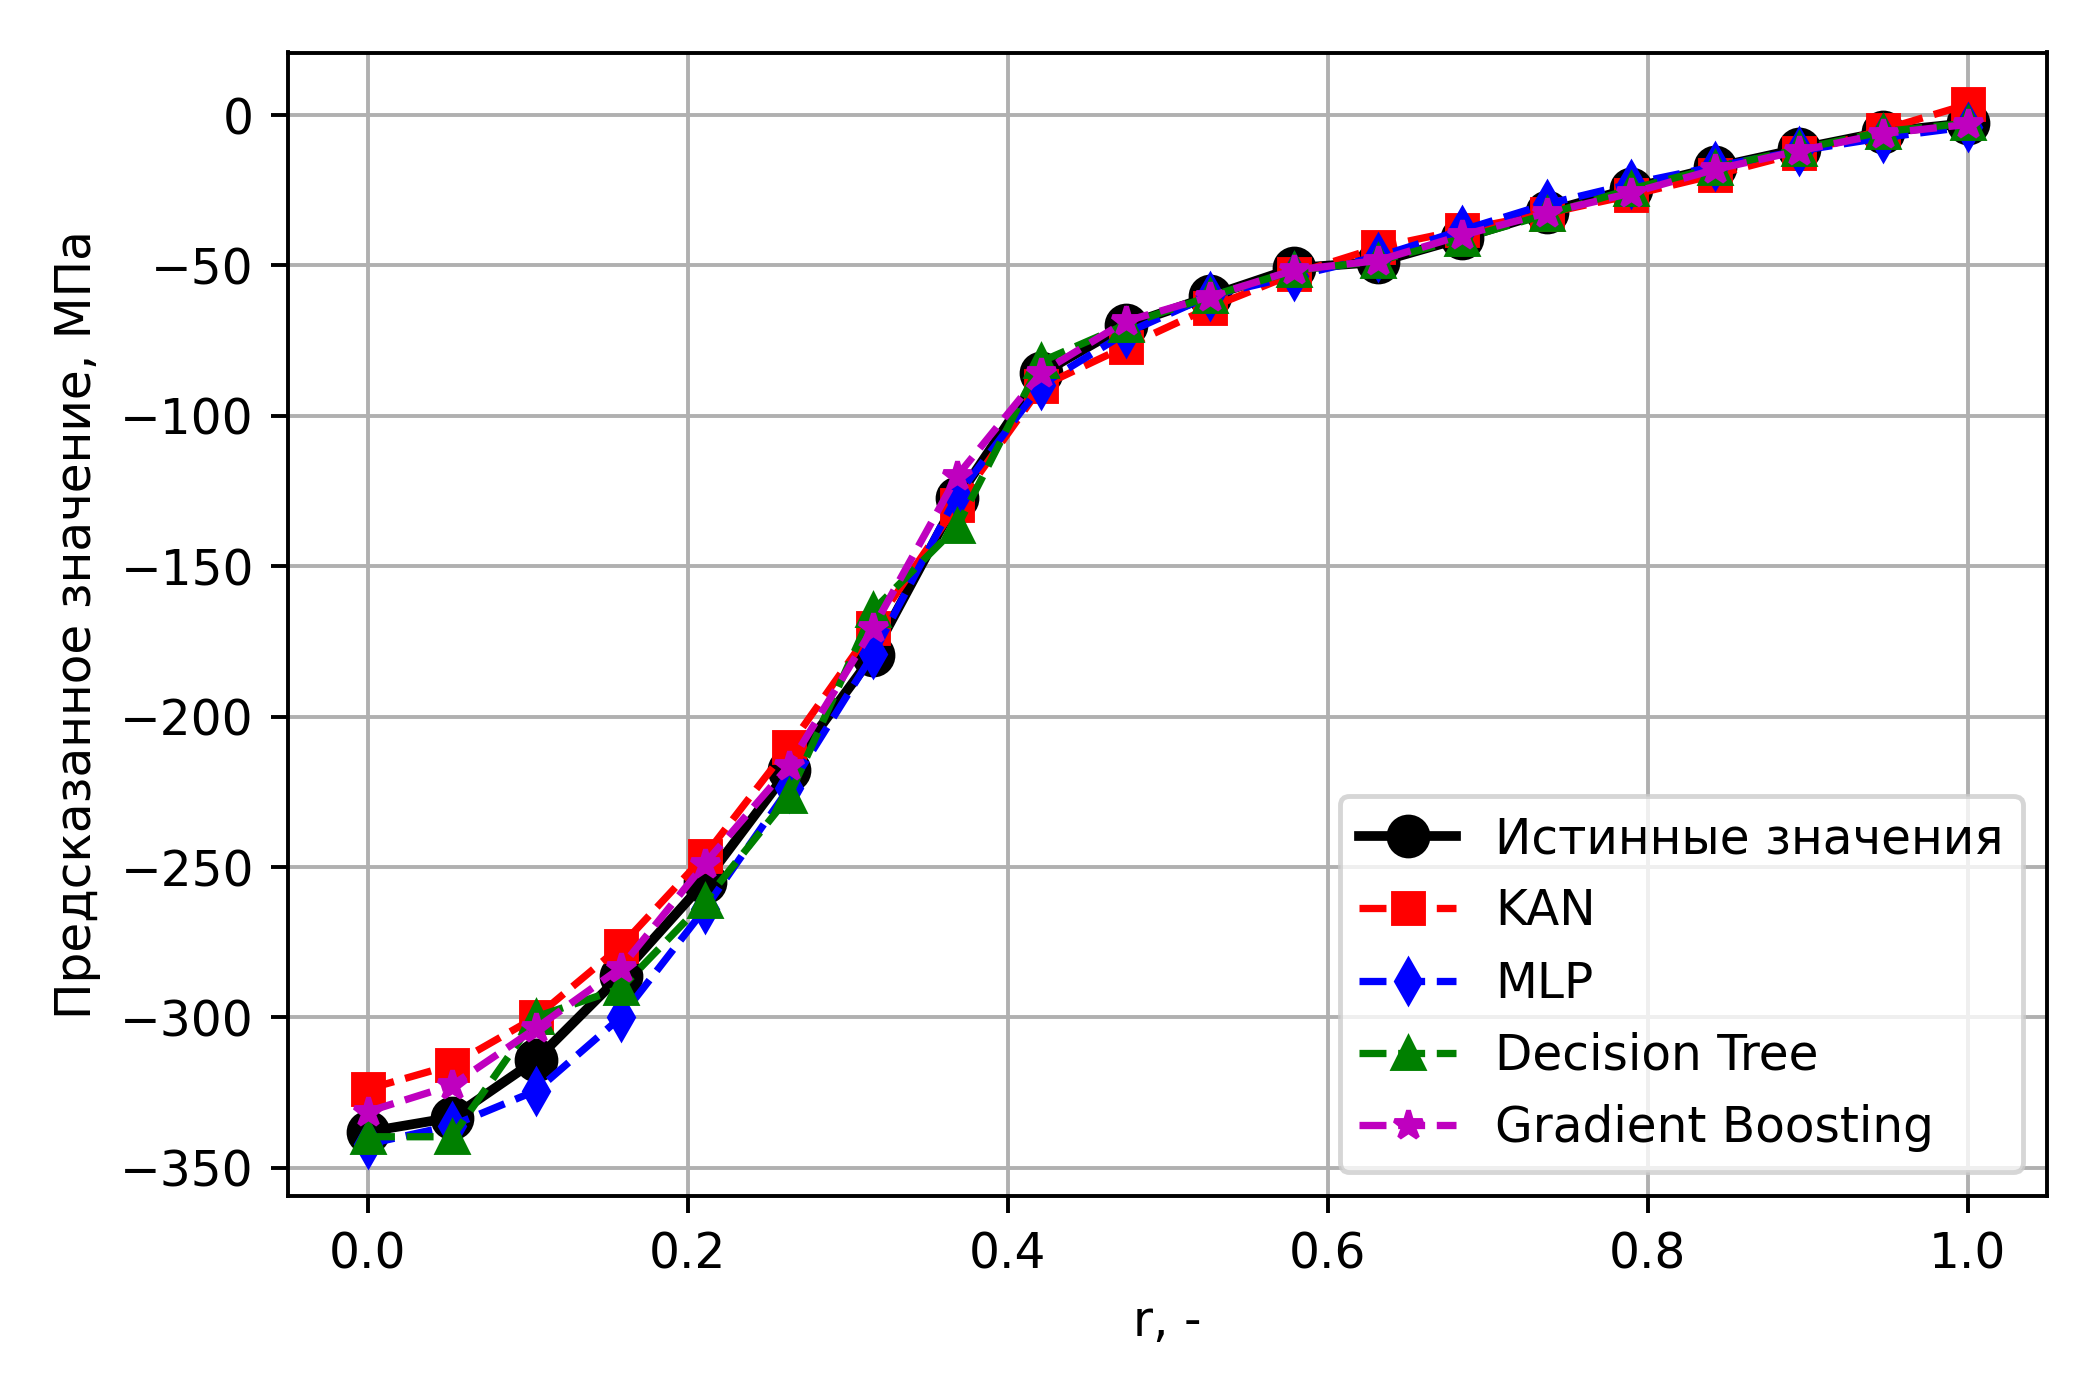 Предсказанное значение, МПа
0
−50
−100
−150
−200
−250
−300
−350
0.0
0.2
0.4
0.6
0.8
1.0
r, -
Истинные значения
KAN
MLP
Decision Tree
Gradient Boosting